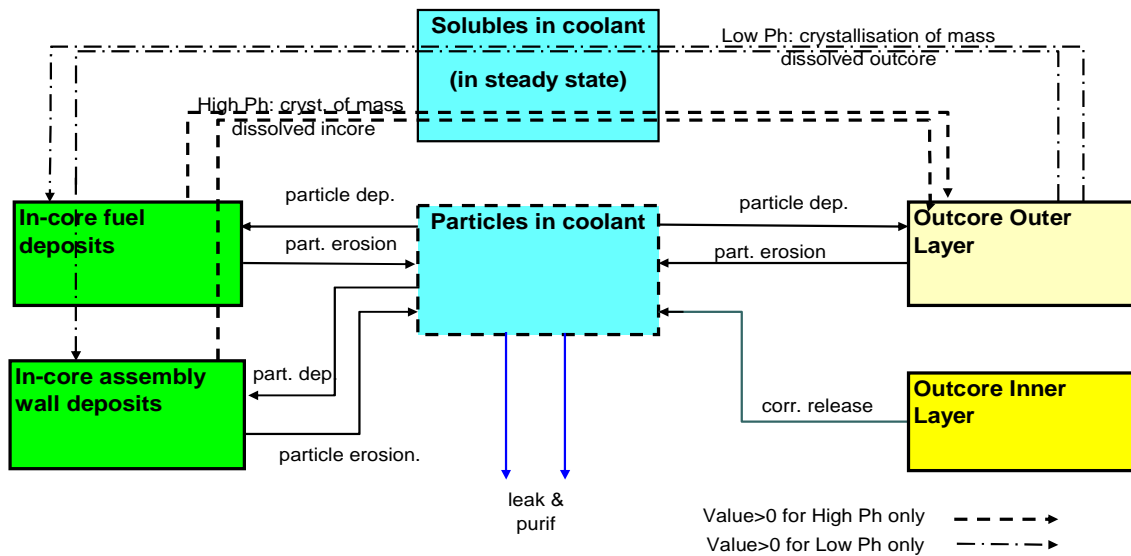 Solubles in coolant
(in steady state)
Low Ph: crystallisation of mass
dissolved outcore
High Ph: cryst. of mass
dissolved incore
In-core fuel
deposits
particle dep.
part. erosion
Particles in coolant
particle dep.
part. erosion
Outcore Outer
Layer
In-core assembly
wall deposits
part. dep.
particle erosion.
corr. release
Outcore Inner
Layer
leak &
purif
Value>0 for High Ph only
Value>0 for Low Ph only